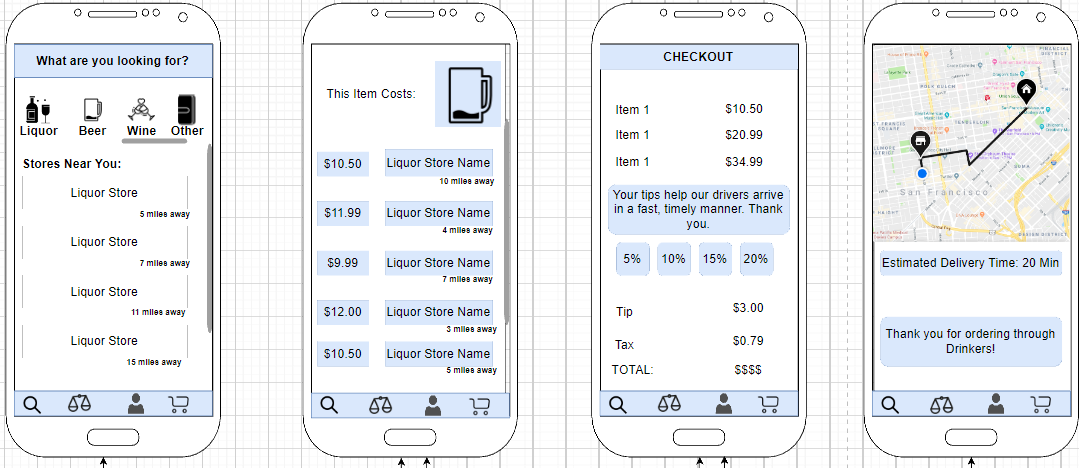 What are you looking for?
Liquor Beer Wine Other
Stores Near You:
Liquor Store
5 miles away
Liquor Store
7 miles away
Liquor Store
11 miles away
Liquor Store
15 miles away
This Item Costs:
$10.50 Liquor Store Name
10 miles away
$11.99 Liquor Store Name
4 miles away
$9.99 Liquor Store Name
7 miles away
$12.00 Liquor Store Name
3 miles away
$10.50 Liquor Store Name
5 miles away
CHECKOUT
Item 1 $10.50
Item 1 $20.99
Item 1 $34.99
Your tips help our drivers arrive
in a fast, timely manner. Thank
you.
5% 10% 15% 20%
Tip $3.00
Tax $0.79
TOTAL: $$$$
San Francisco
Estimated Delivery Time: 20 Min
Thank you for ordering through
Drinkers!